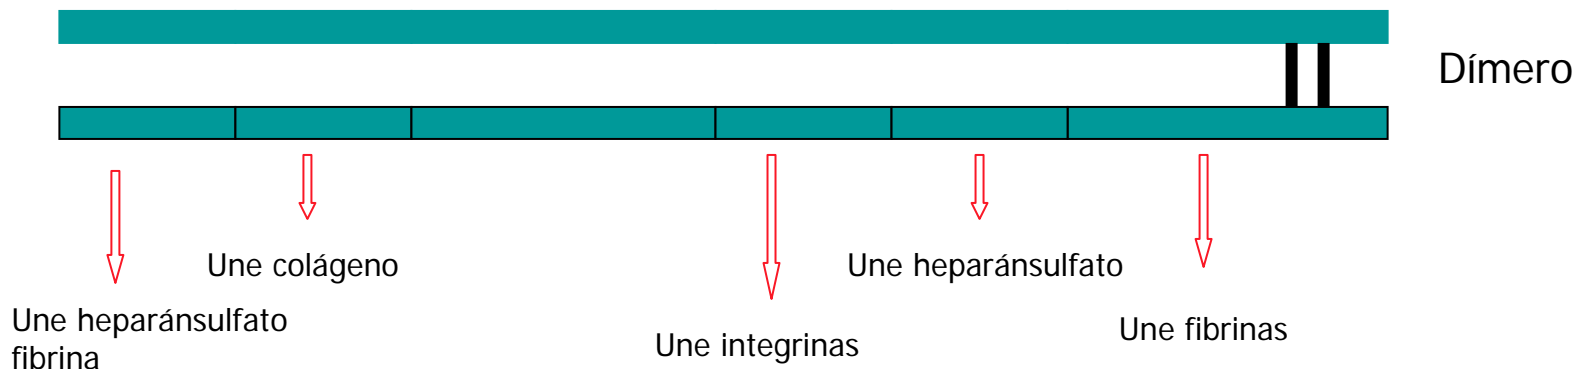 Dímero
Une colágeno
Une heparánsulfato
Une heparánsulfato
fibrina
Une integrinas
Une fibrinas